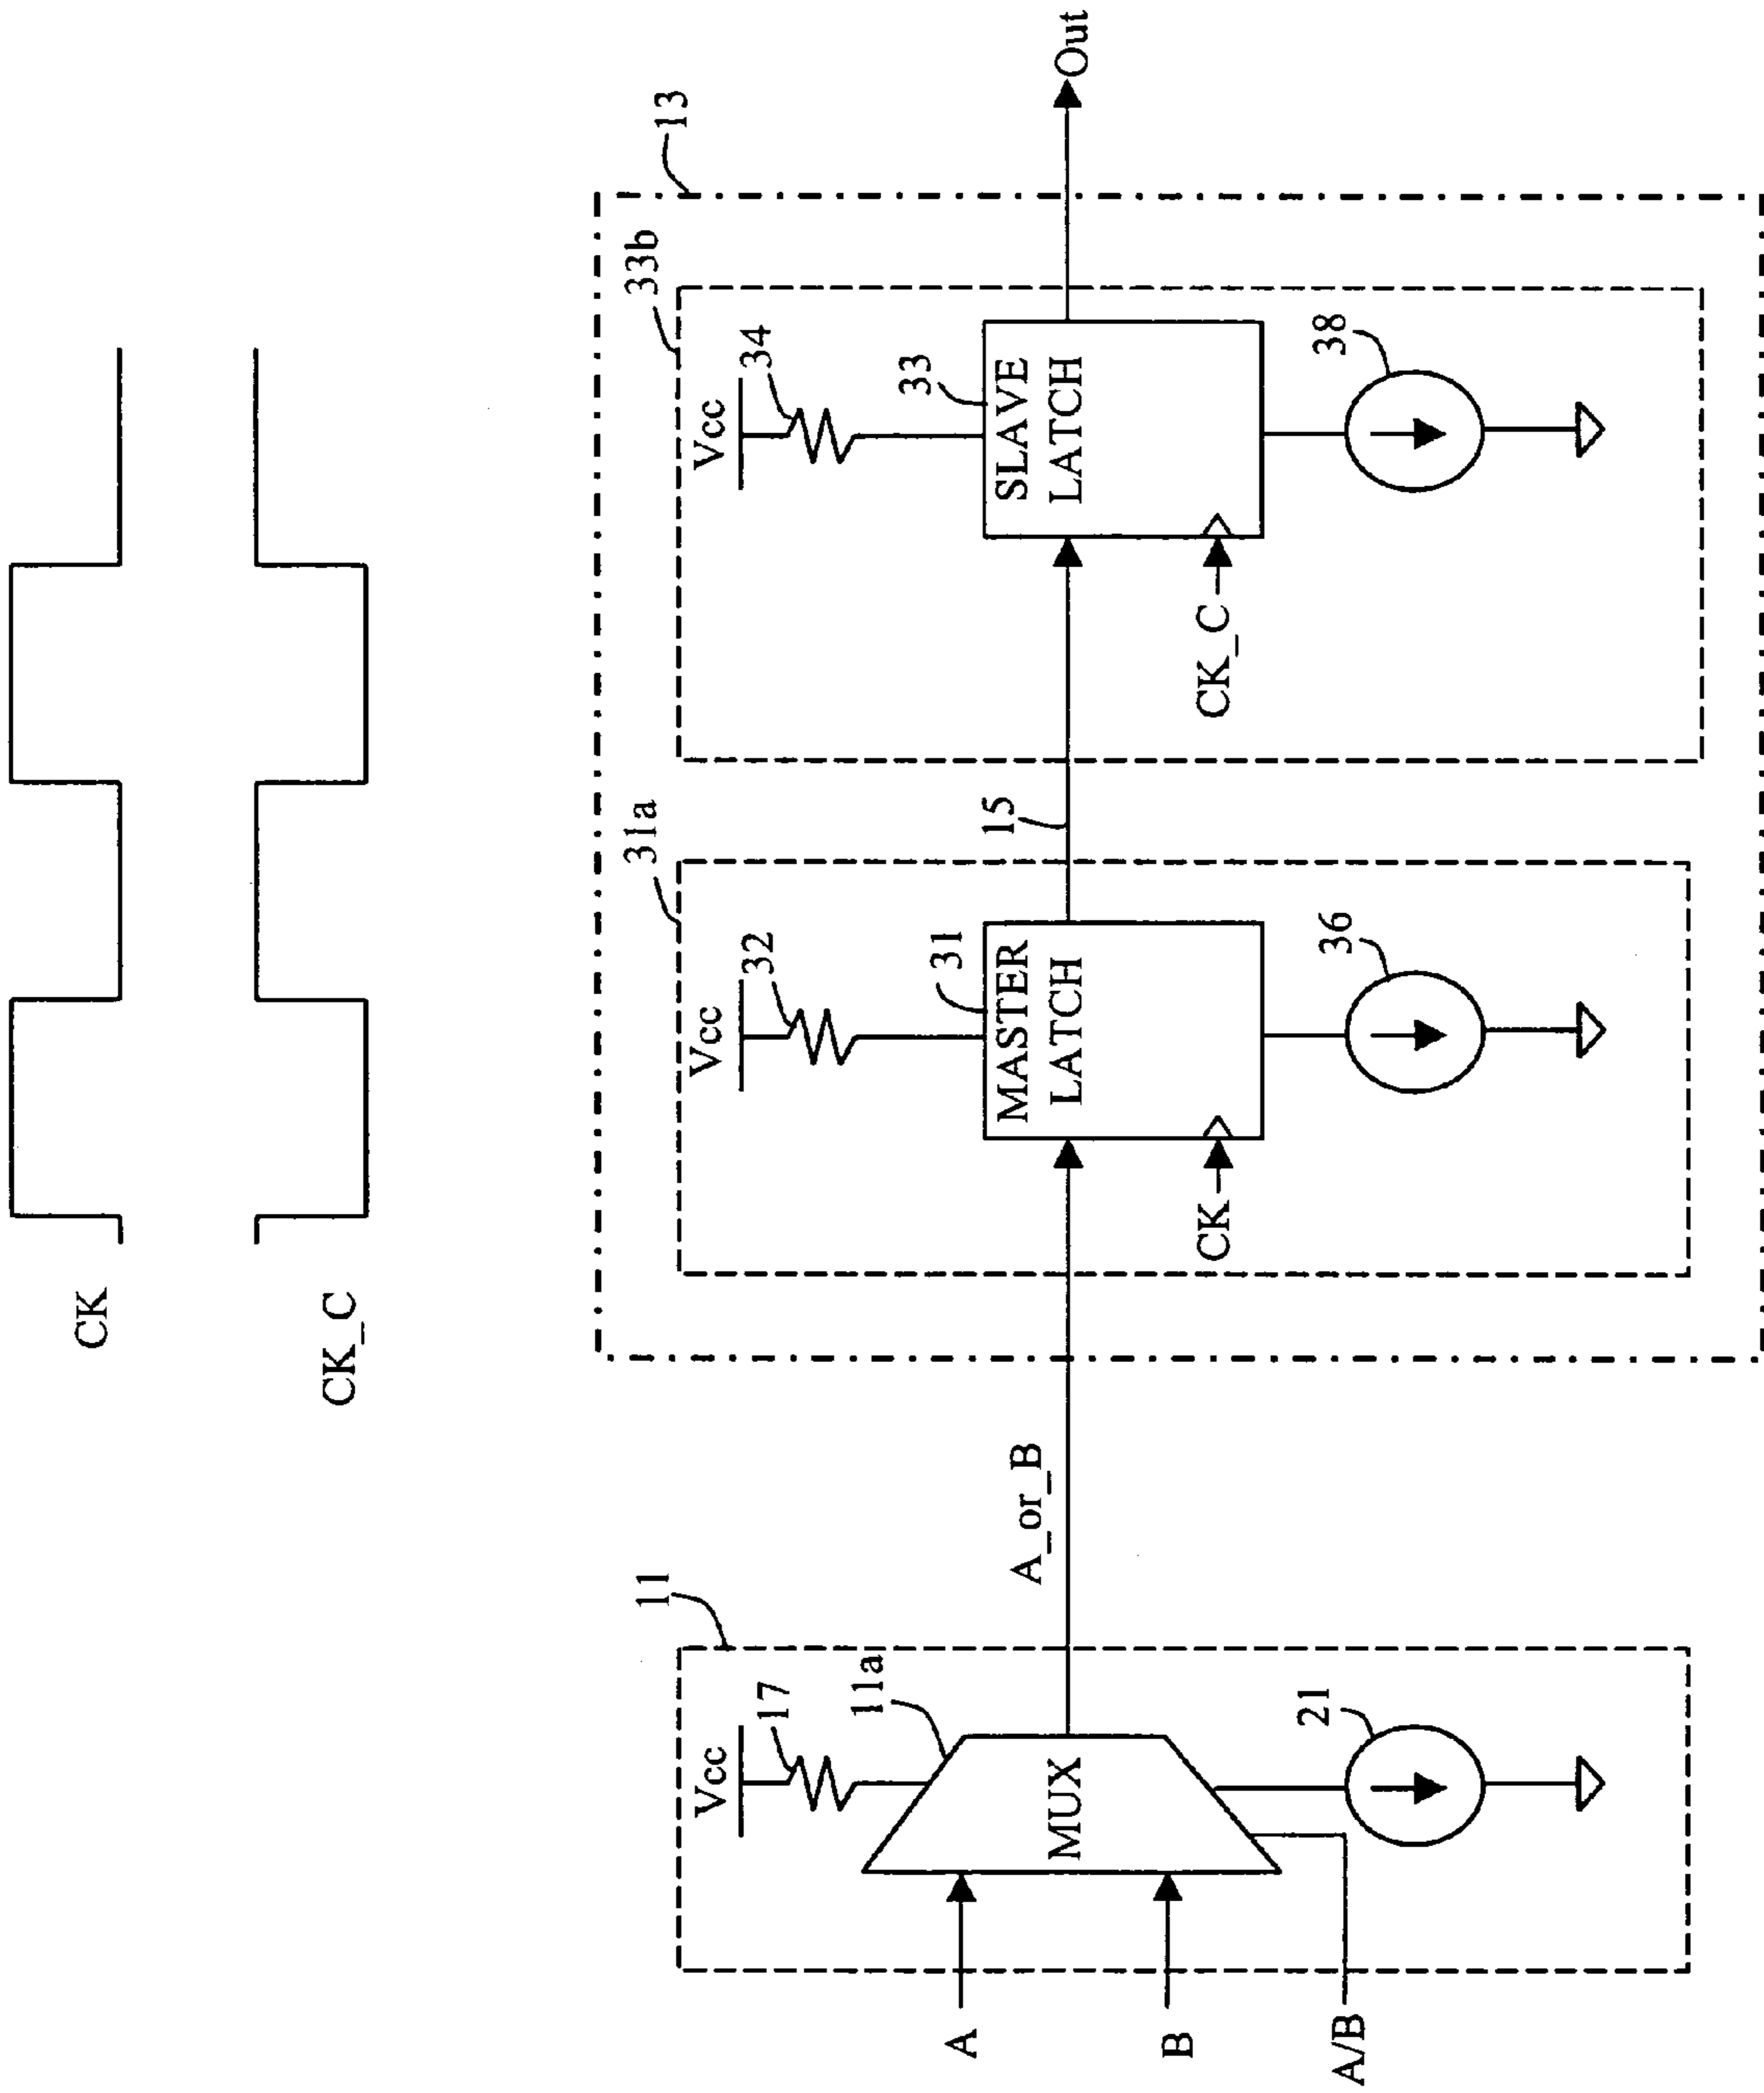 CK
CK_C
13
11
31a
33b
Vcc
17
Vcc
32
Vcc
34
11a
31
33
A
MUX
A_or_B
MASTER
LATCH
15
SLAVE
LATCH
Out
B
CK
CK_C
A/B
21
36
38